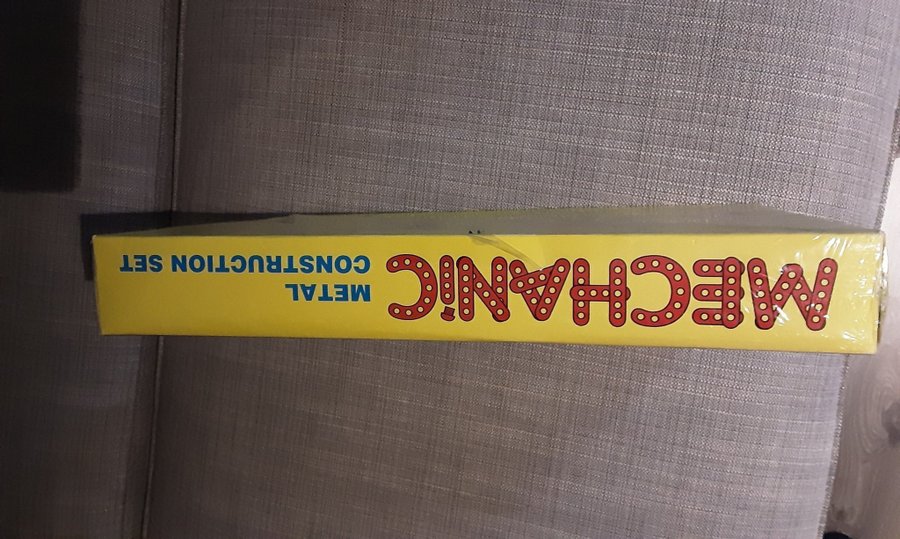 MECHANiC
METAL
CONSTRUCTION SET